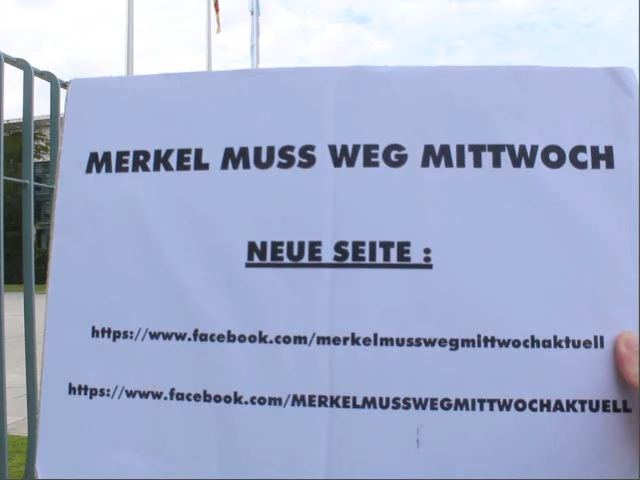 MERKEL MUSS WEG MITTWOCH
NEUE SEITE :
https://www.facebook.com/merkelmusswegmittwochaktuell
https://www.facebook.com/MERKELMUSSWEGMITTWOCHAKTUELL